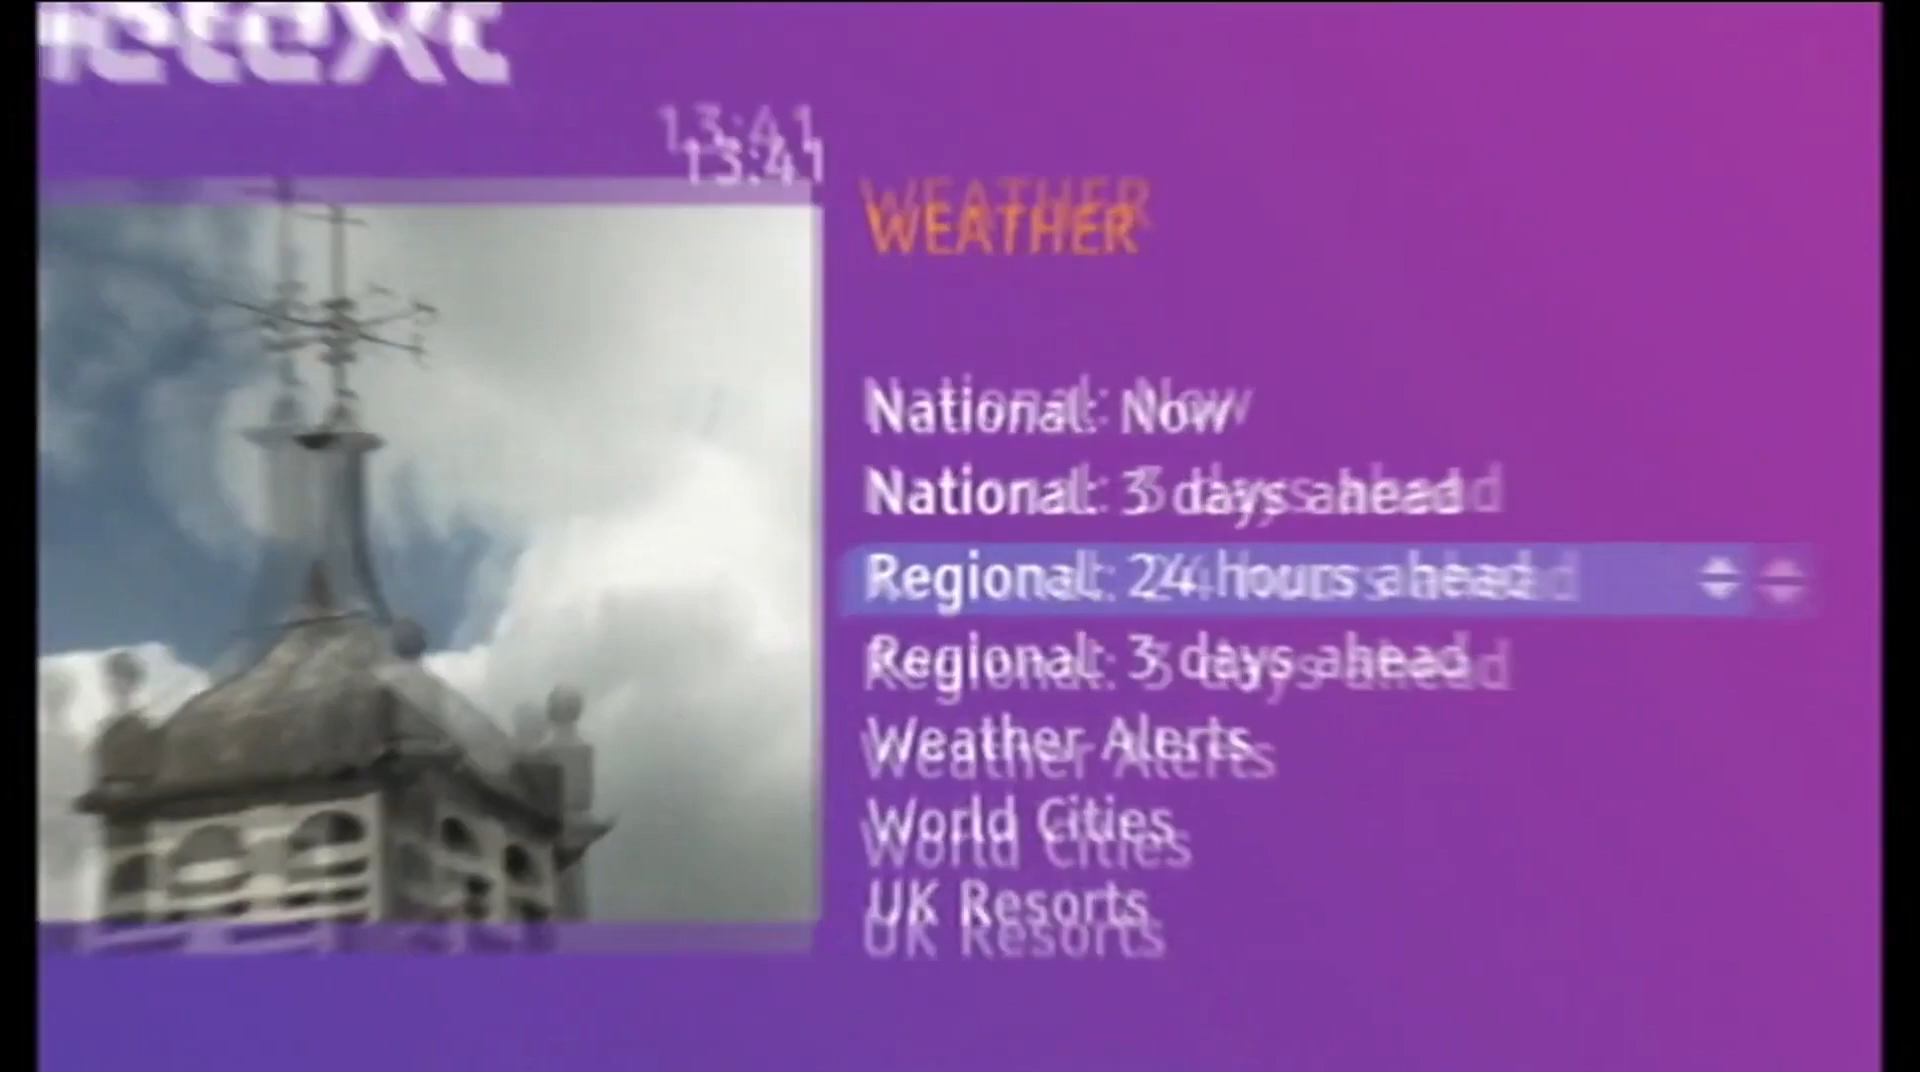 13:41
WEATHER
National: Now
National: 3 days ahead
Regional: 24 hours ahead
Regional: 3 days ahead
Weather Alerts
World Cities
UK Resorts